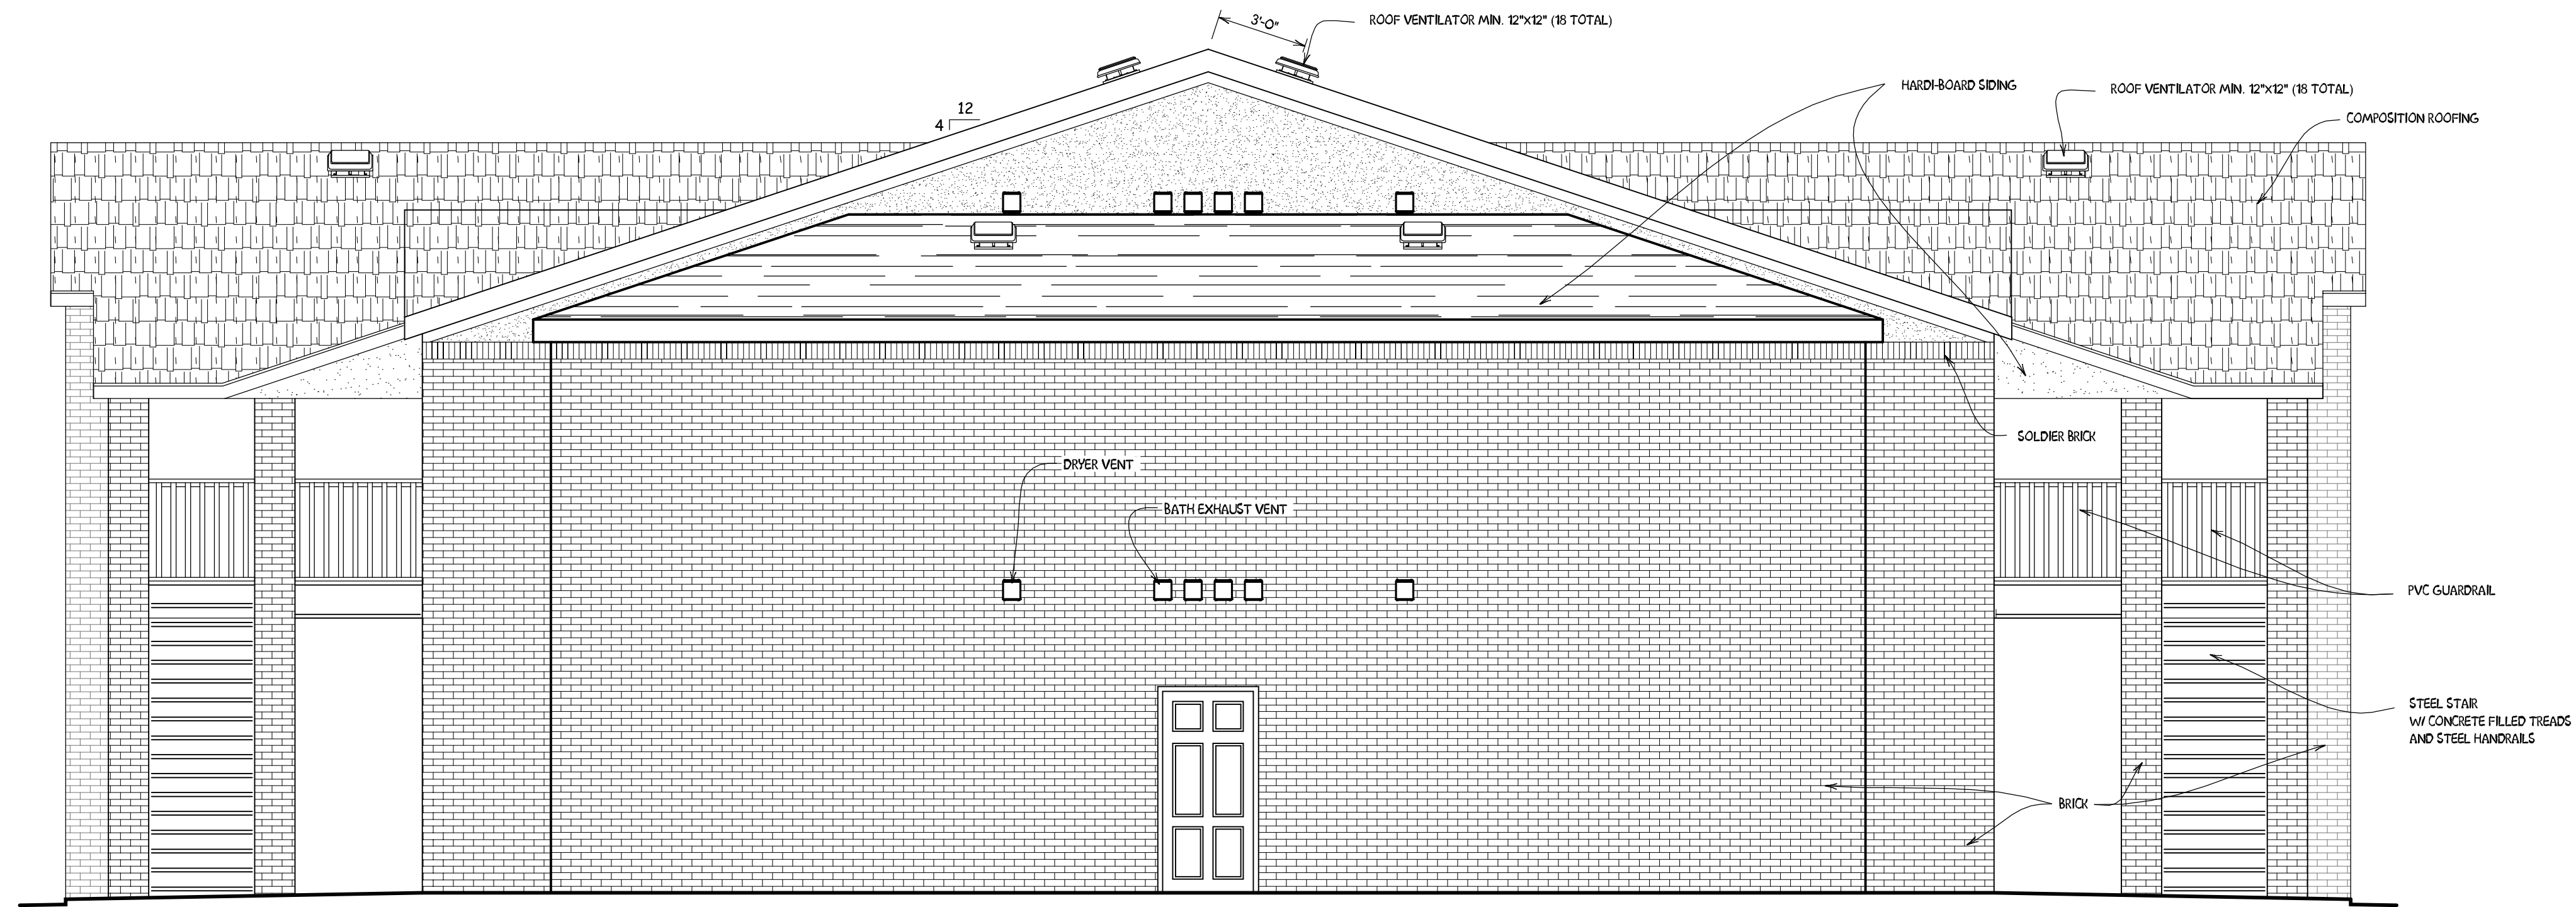 3'-0"
ROOF VENTILATOR MIN. 12"X12" (18 TOTAL)
HARDI-BOARD SIDING
ROOF VENTILATOR MIN. 12"X12" (18 TOTAL)
COMPOSITION ROOFING
12
4
SOLDIER BRICK
DRYER VENT
BATH EXHAUST VENT
PVC GUARDRAIL
STEEL STAIR
W/ CONCRETE FILLED TREADS
AND STEEL HANDRAILS
BRICK